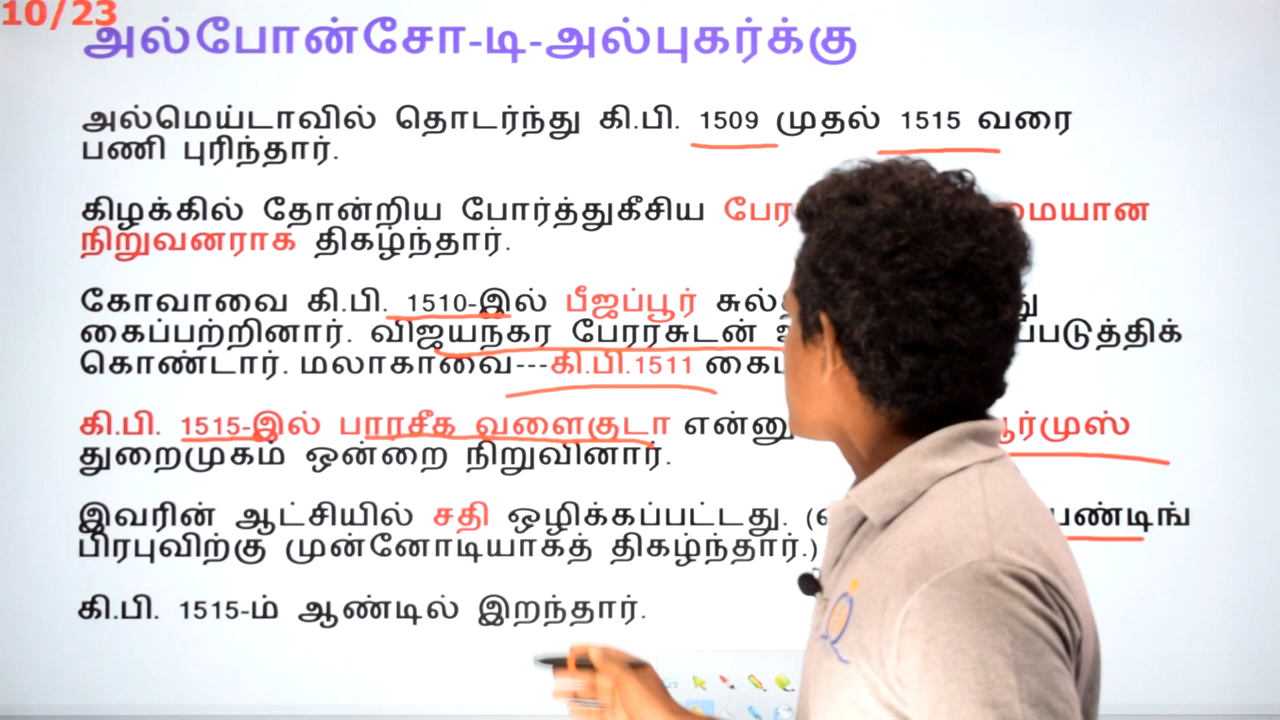 10/23
அல்போன்சோ-டி-அல்புகர்க்கு
அல்மெய்டாவில் தொடர்ந்து கி.பி. 1509 முதல் 1515 வரை
பணி புரிந்தார்.
கிழக்கில் தோன்றிய போர்த்துகீசிய
நிறுவனராக திகழ்ந்தார்.
கோவாவை கி.பி. 1510-இல் பீஜப்பூர்
கைப்பற்றினார். விஜயநகர பேரரசுடன்
கொண்டார். மலாகாவை---கி.பி.1511
கி.பி. 1515-இல் பாரசீக வளைகுடா
துறைமுகம் ஒன்றை நிறுவினார்.
இவரின் ஆட்சியில் சதி ஒழிக்கப்பட்டது.
பிரபுவிற்கு முன்னோடியாகத் திகழ்ந்தார்.)
கி.பி. 1515-ம் ஆண்டில் இறந்தார்.